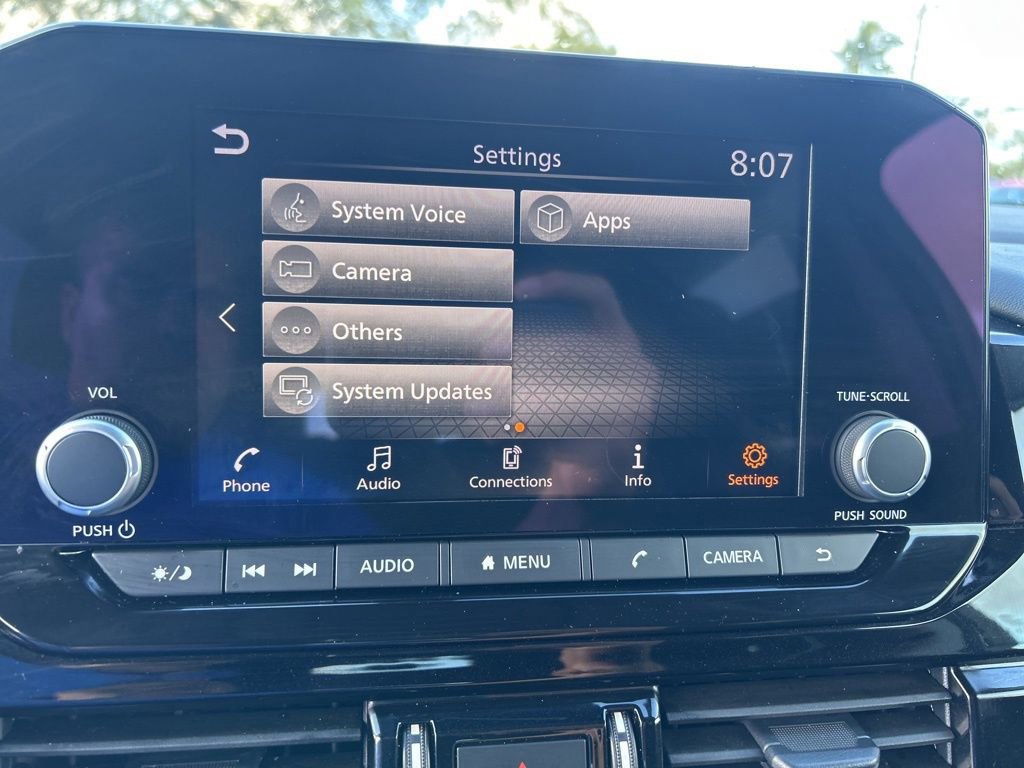 Settings
8:07
System Voice
Apps
Camera
Others
System Updates
Phone
Audio
Connections
Info
Settings
VOL
PUSH
TUNE·SCROLL
PUSH SOUND
AUDIO
MENU
CAMERA